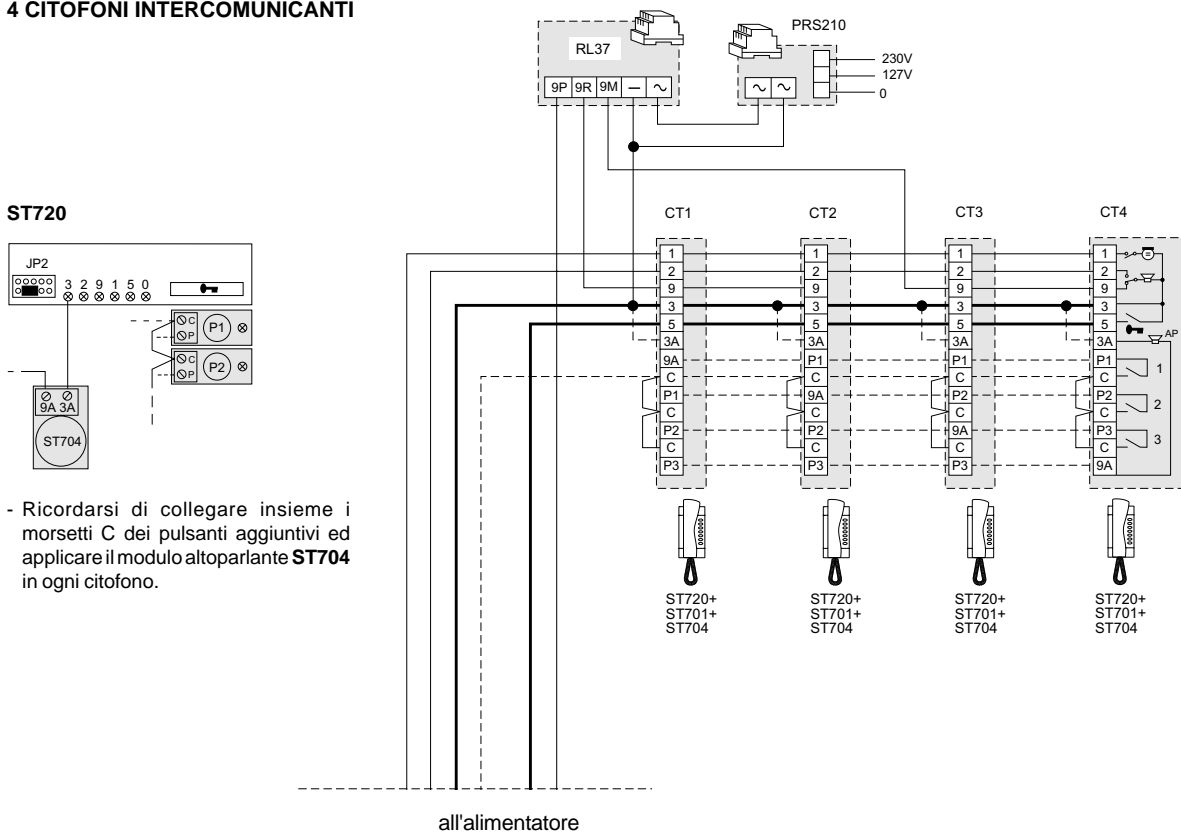 4 CITOFONI INTERCOMUNICANTI
RL37
9P 9R 9M — ~
PRS210
~ ~
230V
127V
0
ST720
JP2
3 2 9 1 5 0
C P P1
C P P2
9A 3A
ST704
- Ricordarsi di collegare insieme i
morsetti C dei pulsanti aggiuntivi ed
applicare il modulo altoparlante ST704
in ogni citofono.
CT1
1
2
9
3
5
3A
9A
C
P1
C
P2
C
P3
ST720+
ST701+
ST704
CT2
1
2
9
3
5
3A
P1
C
9A
C
P2
C
P3
ST720+
ST701+
ST704
CT3
1
2
9
3
5
3A
P1
C
P2
C
9A
C
P3
ST720+
ST701+
ST704
CT4
1
2
9
3
5
3A
P1
C
P2
C
P3
C
9A
AP
1
2
3
ST720+
ST701+
ST704
all'alimentatore